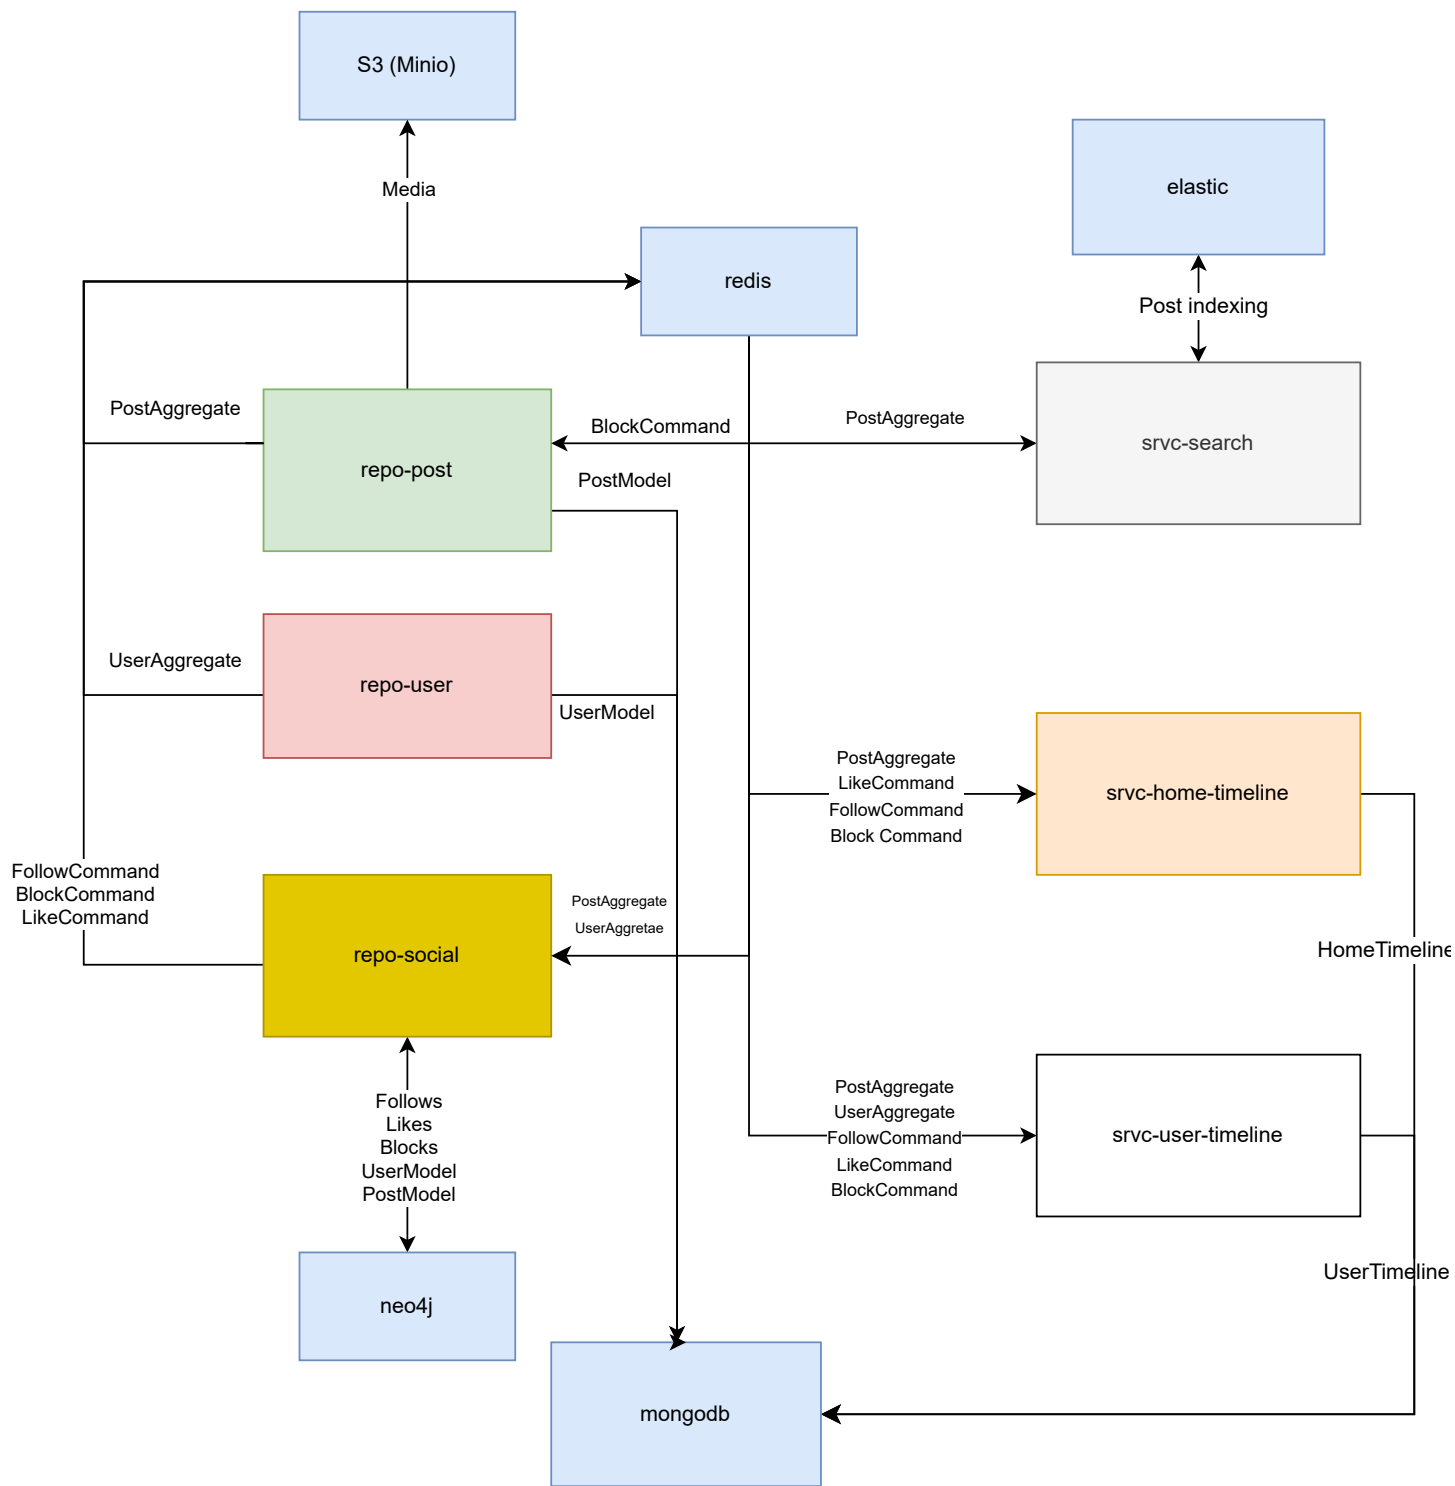 S3 (Minio)
elastic
Media
redis
Post indexing
PostAggregate
BlockCommand
PostAggregate
srvc-search
repo-post
PostModel
UserAggregate
repo-user
UserModel
PostAggregate
LikeCommand
FollowCommand
Block Command
srvc-home-timeline
FollowCommand
BlockCommand
LikeCommand
PostAggregate
UserAggretae
repo-social
HomeTimeline
Follows
Likes
Blocks
UserModel
PostModel
PostAggregate
UserAggregate
FollowCommand
LikeCommand
BlockCommand
srvc-user-timeline
UserTimeline
neo4j
mongodb